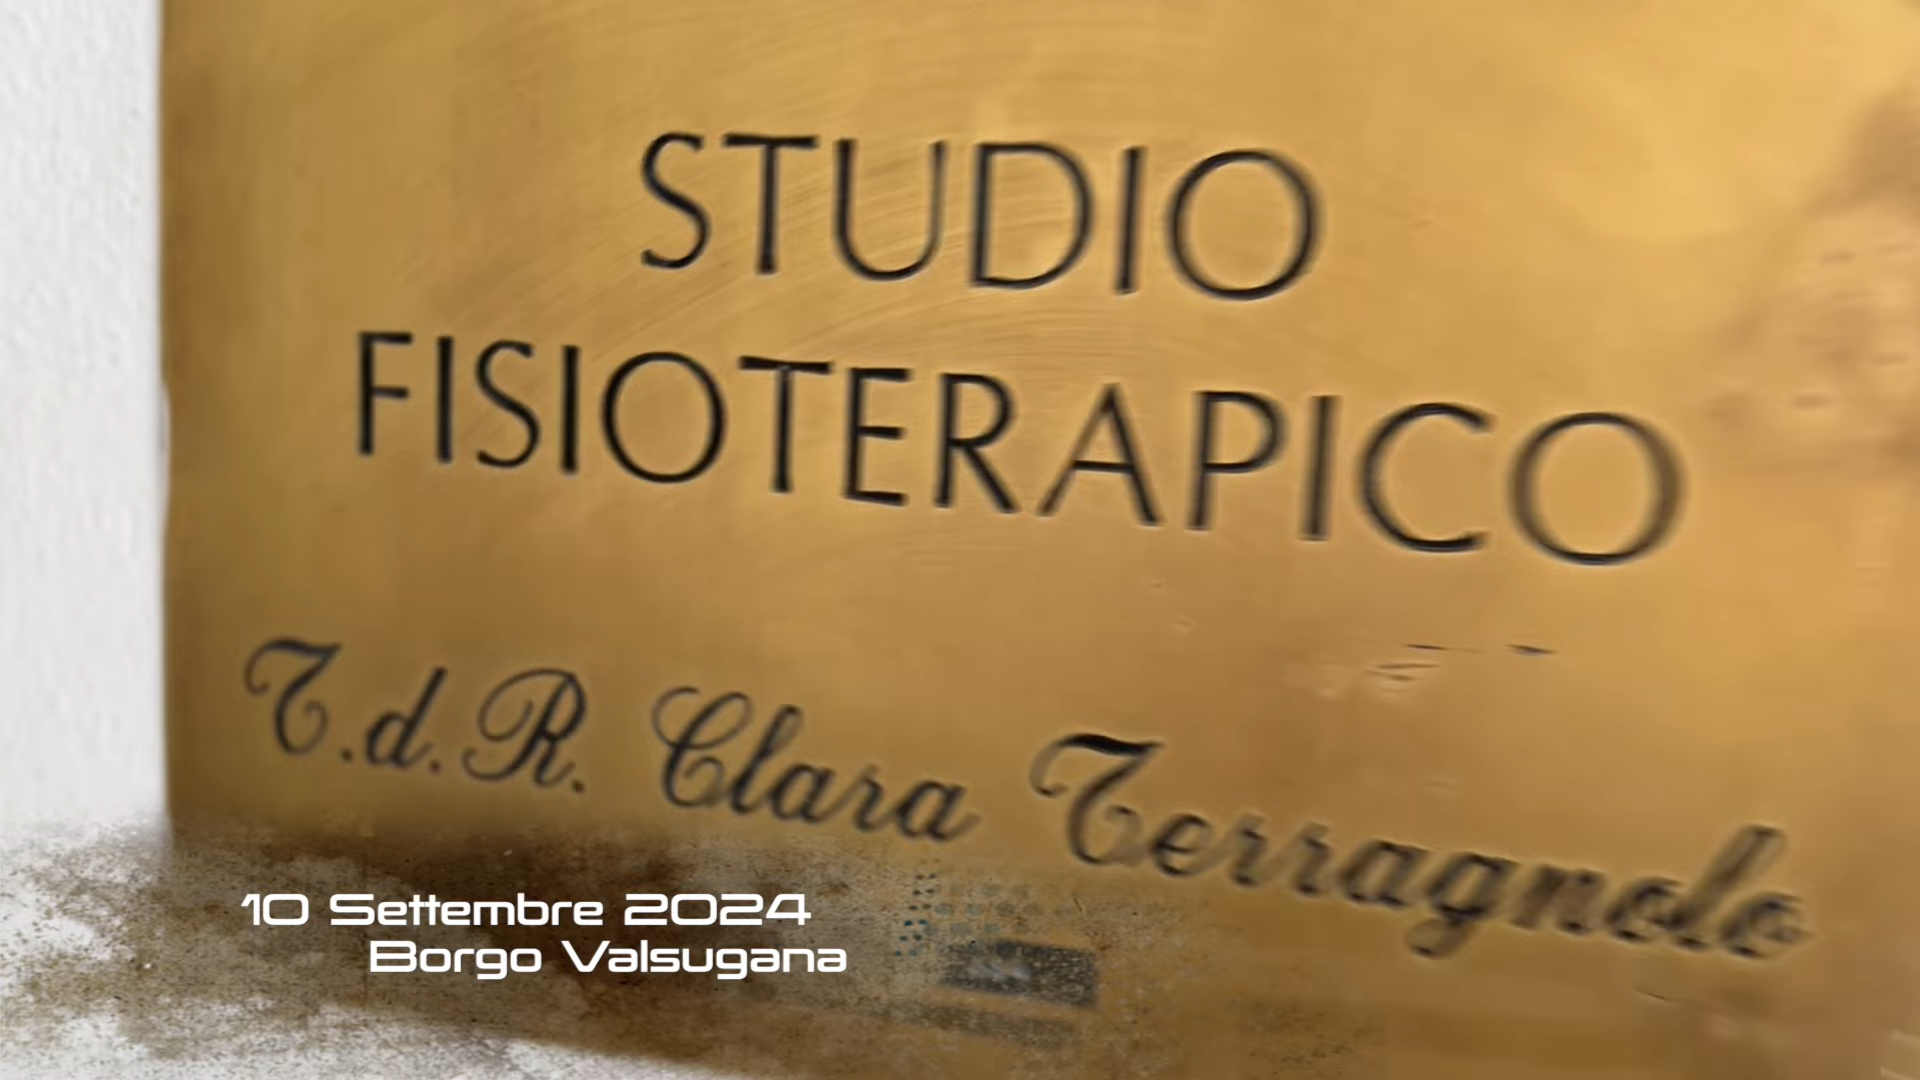 STUDIO
FISIOTERAPICO
T.d.R. Clara Terragnolo
10 Settembre 2024
Borgo Valsugana